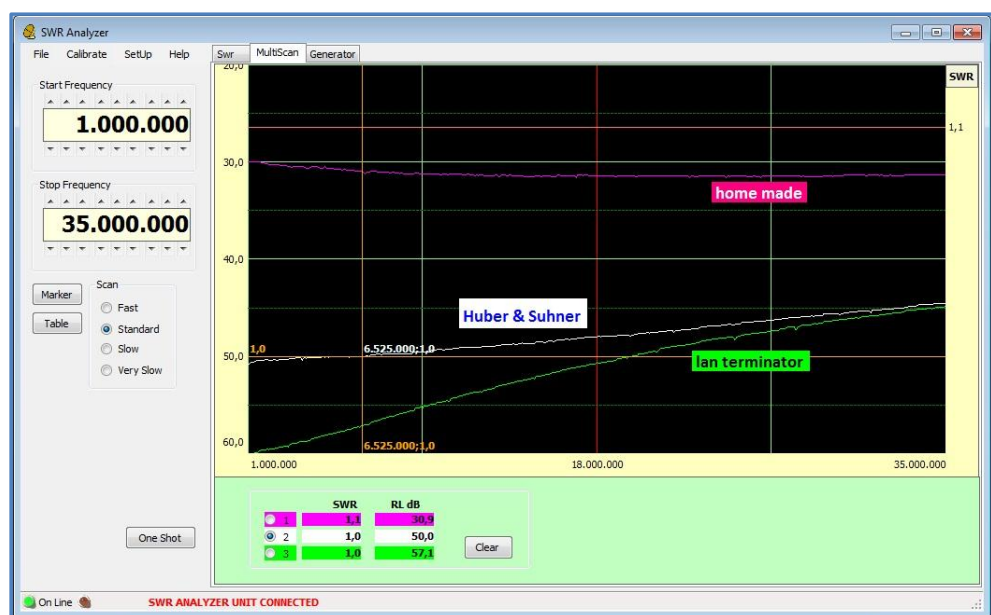 SWR Analyzer
File Calibrate SetUp Help
Swr MultiScan Generator
Start Frequency
1.000.000
Stop Frequency
35.000.000
Marker
Table
Scan
Fast
Standard
Slow
Very Slow
One Shot
20,0
30,0
40,0
50,0
60,0
SWR
1,1
home made
Huber & Suhner
1,0
6.525.000;1,0
lan terminator
6.525.000;1,0
1.000.000 18.000.000 35.000.000
SWR RL dB
1 1,1 30,9
2 1,0 50,0
3 1,0 57,1
Clear
On Line SWR ANALYZER UNIT CONNECTED